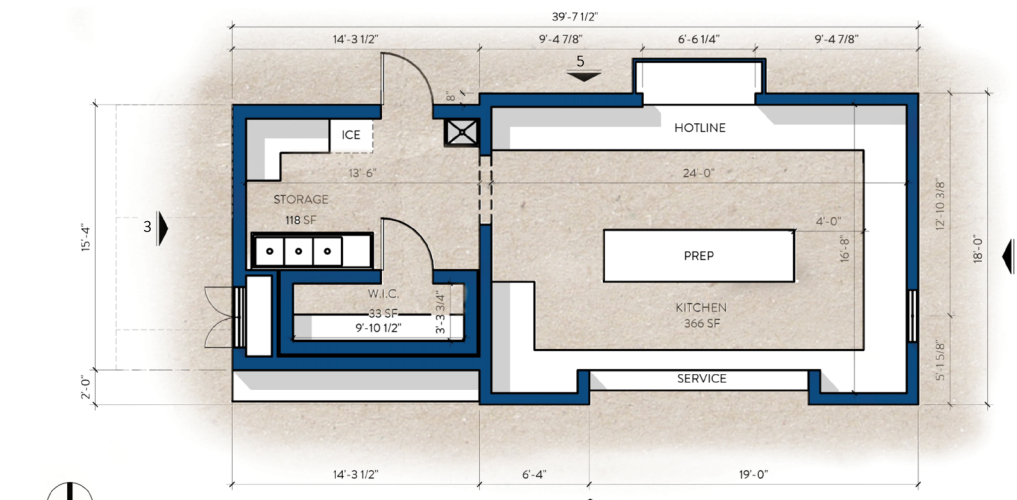 39'-7 1/2"
14'-3 1/2"
9'-4 7/8"
6'-6 1/4"
9'-4 7/8"
5
8"
ICE
HOTLINE
13'-6"
24'-0"
STORAGE
118 SF
3
15'-4"
4'-0"
12'-10 3/8"
16'-8"
18'-0"
PREP
W.I.C.
33 SF
9'-10 1/2"
3'-3 3/4"
KITCHEN
366 SF
SERVICE
5'-1 5/8"
2'-0"
14'-3 1/2"
6'-4"
19'-0"